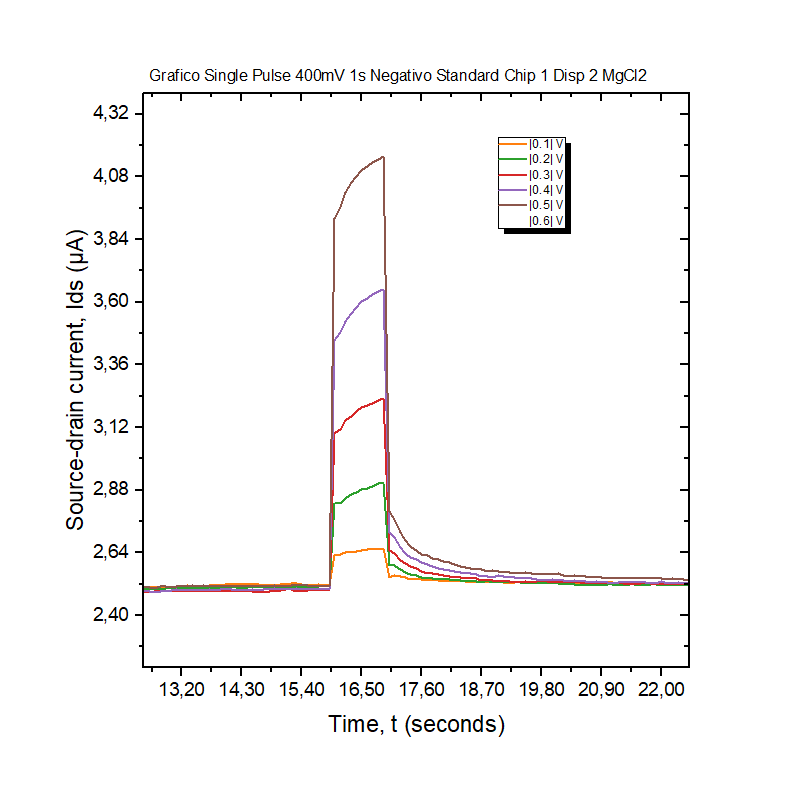 Grafico Single Pulse 400mV 1s Negativo Standard Chip 1 Disp 2 MgCl2
4,32
4,08
3,84
3,60
3,36
3,12
2,88
2,64
2,40
Source-drain current, Ids (μA)
|0.1| V
|0.2| V
|0.3| V
|0.4| V
|0.5| V
|0.6| V
13,20 14,30 15,40 16,50 17,60 18,70 19,80 20,90 22,00
Time, t (seconds)